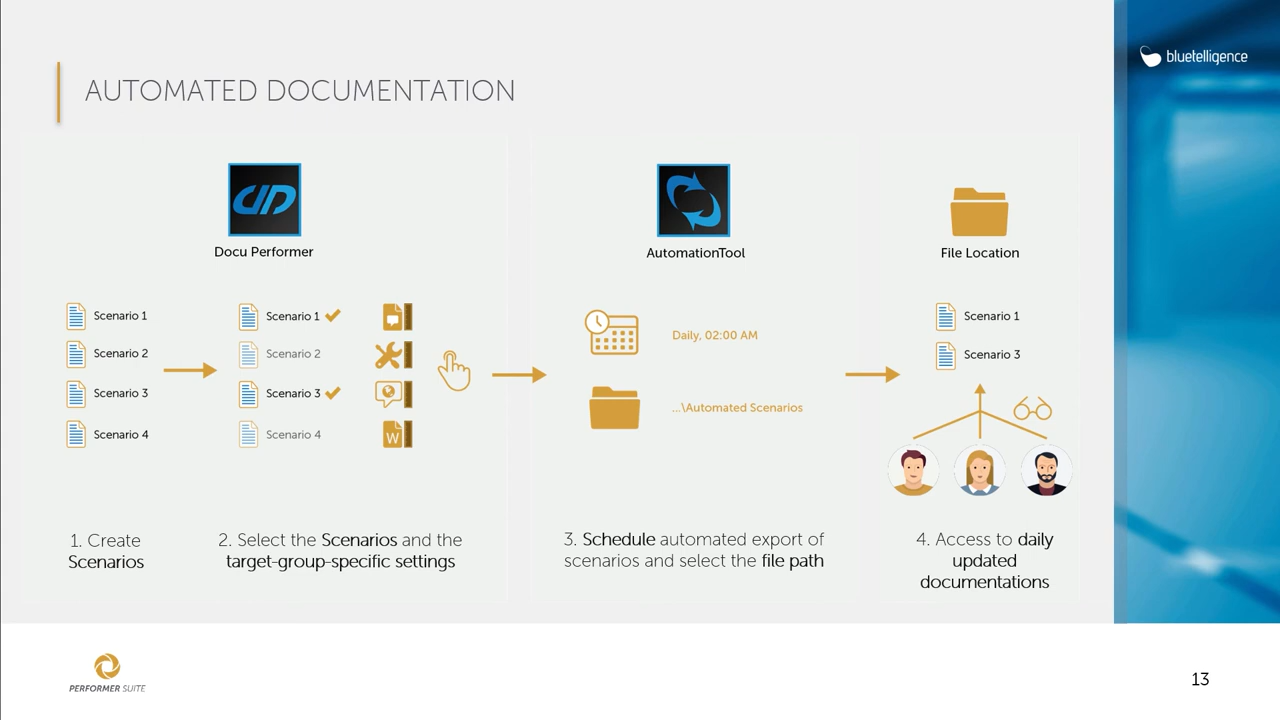 bluetelligence
AUTOMATED DOCUMENTATION
Docu Performer
AutomationTool
File Location
Scenario 1
Scenario 2
Scenario 3
Scenario 4
Scenario 1
Scenario 2
Scenario 3
Scenario 4
W
Daily, 02:00 AM
...\Automated Scenarios
Scenario 1
Scenario 3
1. Create
Scenarios
2. Select the Scenarios and the
target-group-specific settings
3. Schedule automated export of
scenarios and select the file path
4. Access to daily
updated
documentations
PERFORMER SUITE
13